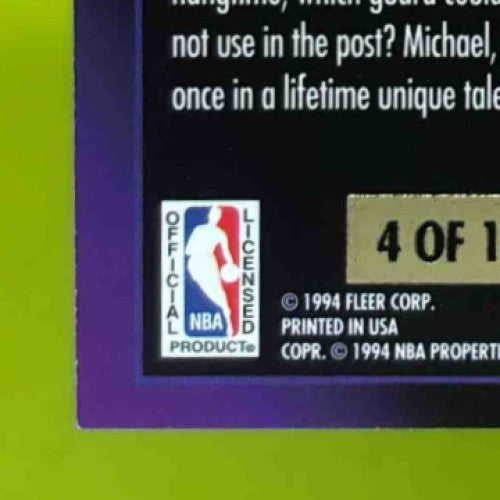 not use in the post? Michael,
once in a lifetime unique
OFFICIAL
LICENSED
NBA
PRODUCT®
4 OF 1
© 1994 FLEER CORP.
PRINTED IN USA
COPR. © 1994 NBA